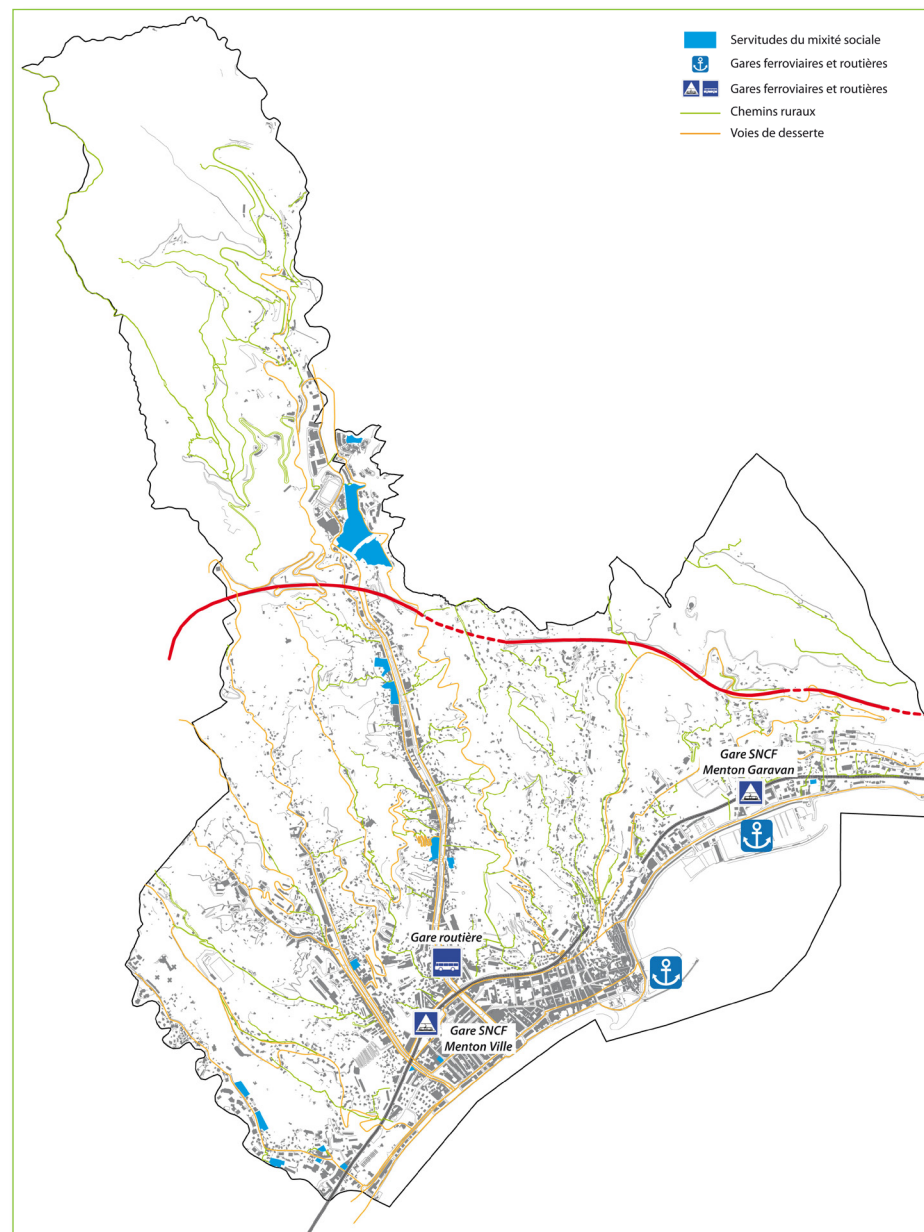 Servitudes du mixité sociale
Gares ferroviaires et routières
Gares ferroviaires et routières
Chemins ruraux
Voies de desserte
Gare SNCF
Menton Garavan
Gare routière
Gare SNCF
Menton Ville